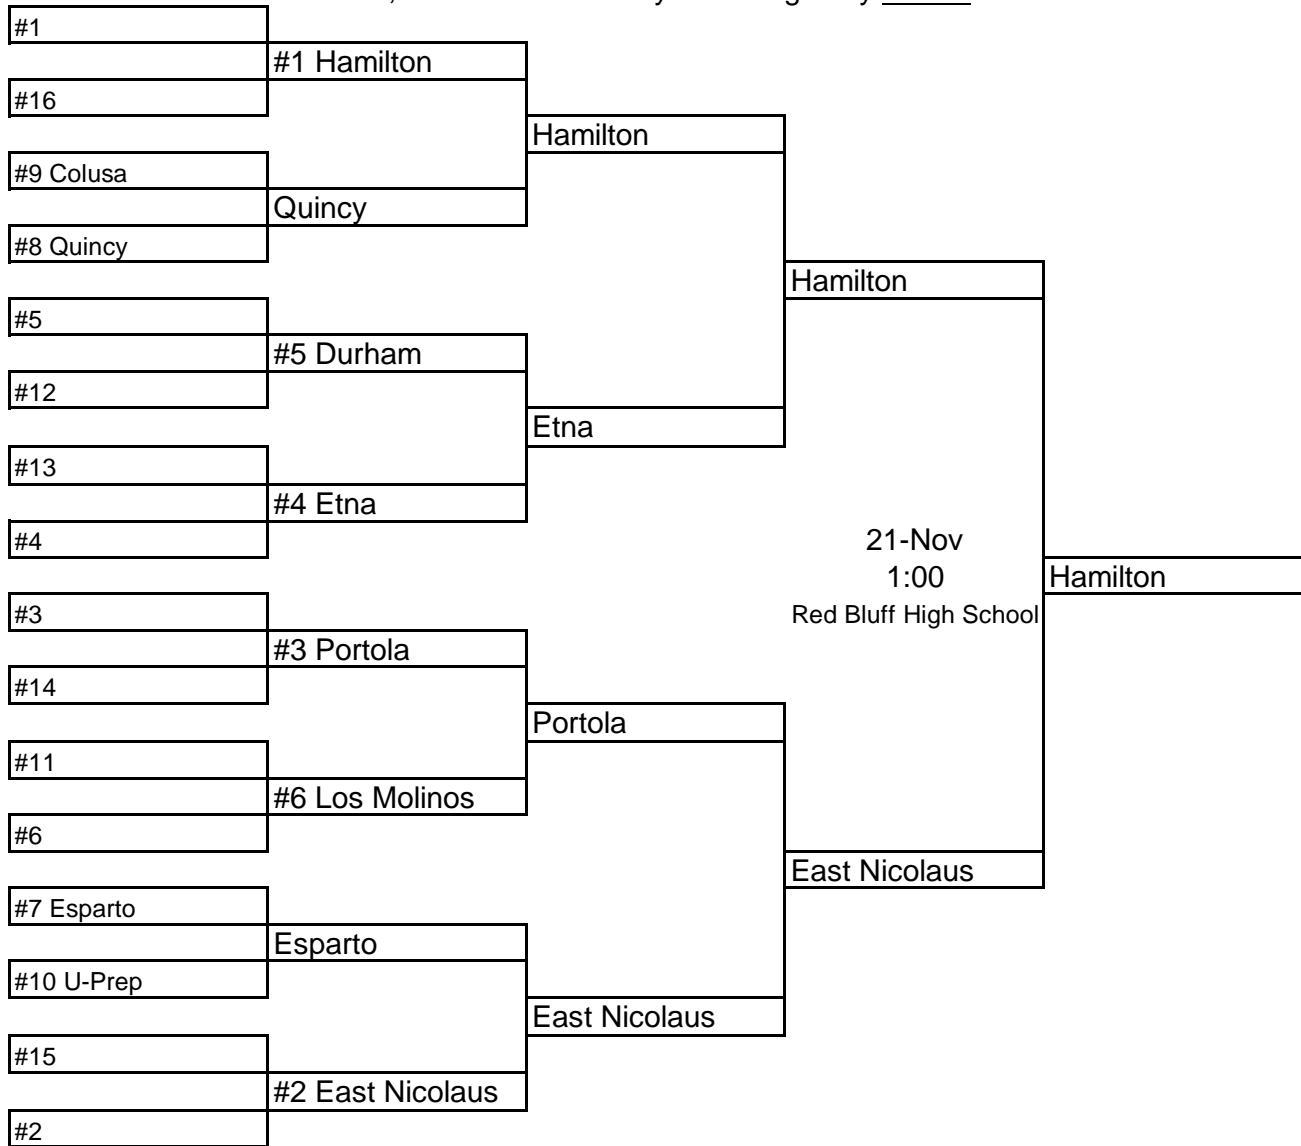 #1
#1 Hamilton
#16
Hamilton
#9 Colusa
Quincy
#8 Quincy
Hamilton
#5
#5 Durham
#12
Etna
#13
#4 Etna
#4
21-Nov
1:00
Hamilton
Red Bluff High School
#3
#3 Portola
#14
Portola
#11
#6 Los Molinos
#6
East Nicolaus
#7 Esparto
Esparto
#10 U-Prep
East Nicolaus
#15
#2 East Nicolaus
#2